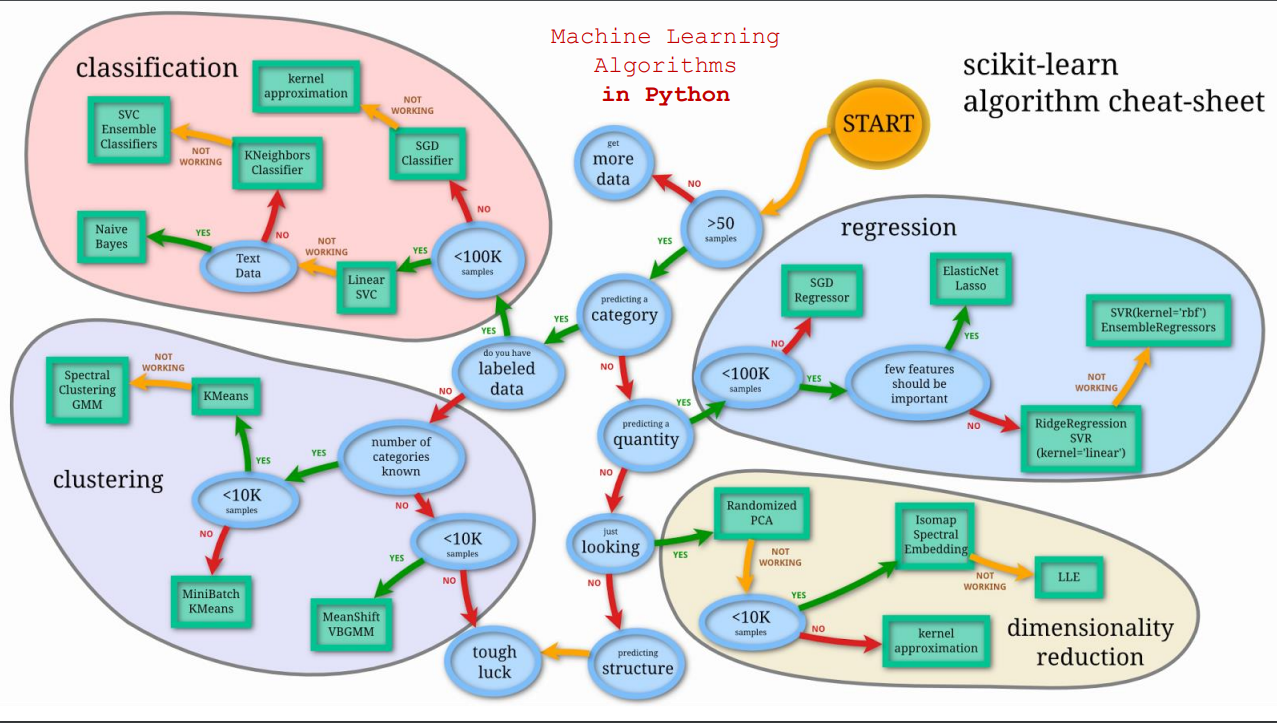 Machine Learning
Algorithms
in Python
scikit-learn
algorithm cheat-sheet
START
get
more
data
NO
>50
samples
YES
predicting a
category
YES
NO
do you have
labeled
data
YES
NO
predicting a
quantity
YES
NO
just
looking
YES
NO
predicting
structure
tough
luck
classification
kernel
approximation
NOT
WORKING
SVC
Ensemble
Classifiers
NOT
WORKING
KNeighbors
Classifier
SGD
Classifier
NO
Naive
Bayes
YES
NO
Text
Data
NOT
WORKING
Linear
SVC
YES
<100K
samples
regression
SGD
Regressor
ElasticNet
Lasso
SVR(kernel='rbf')
EnsembleRegressors
NO
YES
<100K
samples
YES
few features
should be
important
NOT
WORKING
NO
RidgeRegression
SVR
(kernel='linear')
clustering
Spectral
Clustering
GMM
NOT
WORKING
KMeans
YES
number of
categories
known
YES
NO
<10K
samples
NO
MiniBatch
KMeans
<10K
samples
YES
NO
MeanShift
VBGMM
dimensionality
reduction
Randomized
PCA
NOT
WORKING
Isomap
Spectral
Embedding
NOT
WORKING
LLE
YES
<10K
samples
NO
kernel
approximation